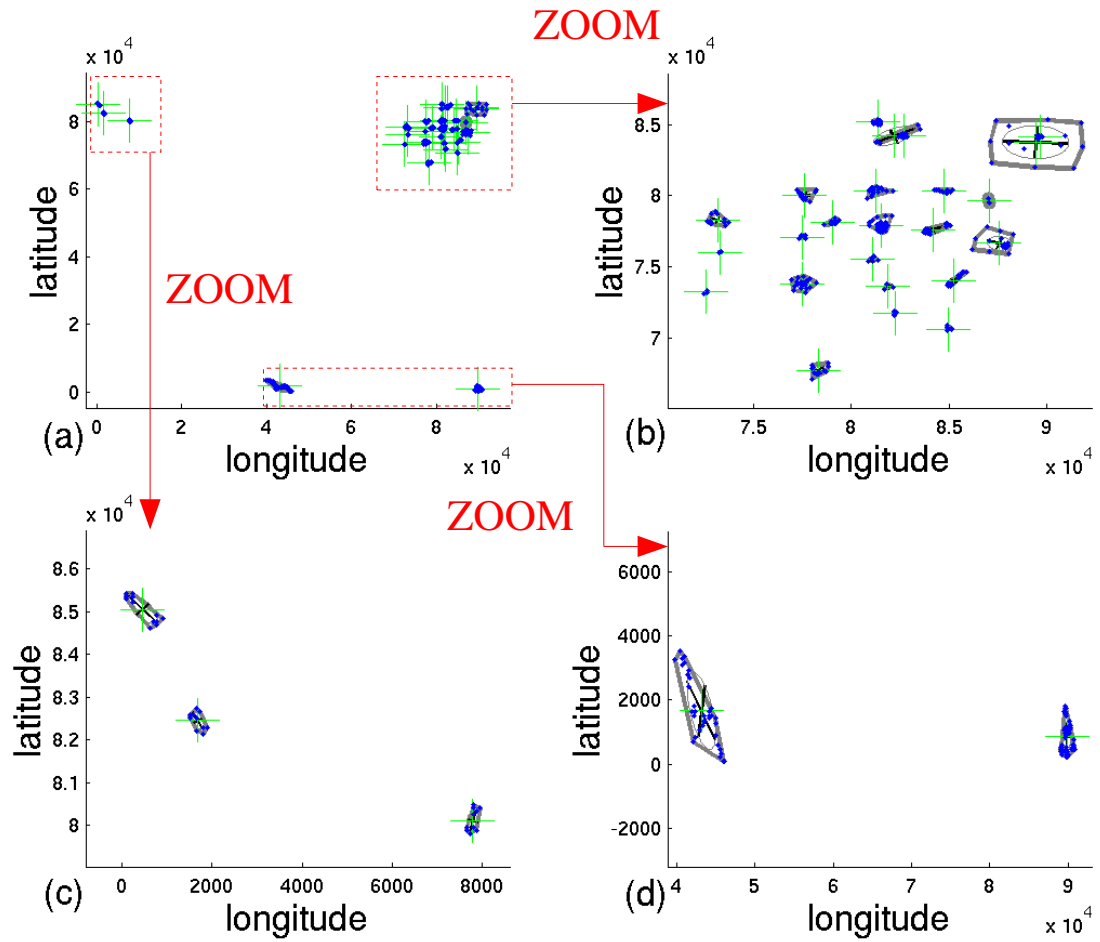 ZOOM
x 10^4
8
6
4
2
0
latitude
0
2
4
6
8
x 10^4
longitude
(a)
ZOOM
x 10^4
8.5
8
7.5
7
latitude
7.5
8
8.5
9
x 10^4
longitude
(b)
ZOOM
x 10^4
8.6
8.5
8.4
8.3
8.2
8.1
8
latitude
0
2000
4000
6000
8000
longitude
(c)
6000
4000
2000
0
-2000
latitude
4
5
6
7
8
9
x 10^4
longitude
(d)